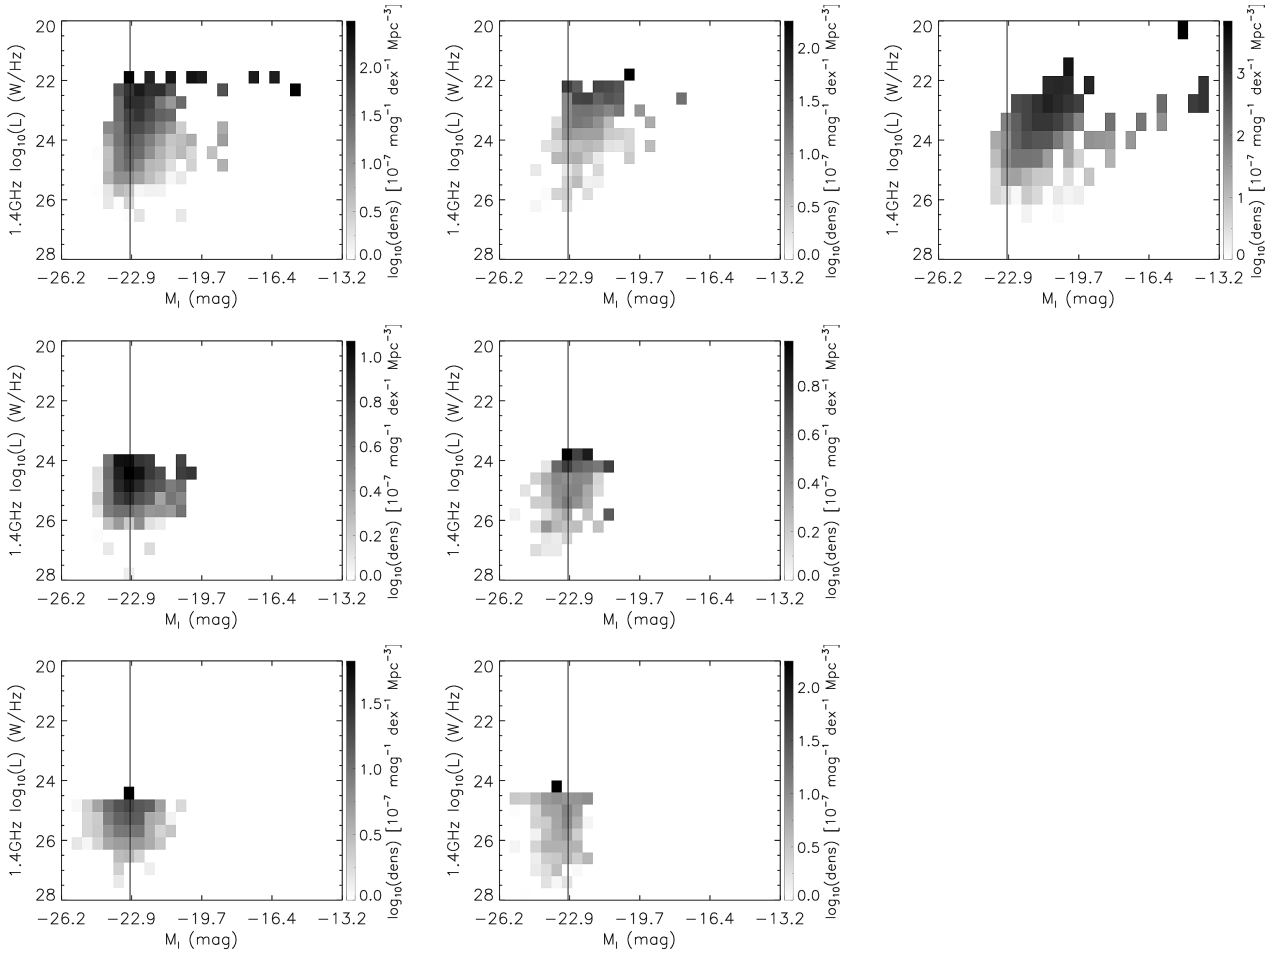 20
22
24
26
28
1.4GHz log10(L) (W/Hz)
-26.2 -22.9 -19.7 -16.4 -13.2
MI (mag)
2.0
1.5
1.0
0.5
0.0
log10(dens) [10-7 mag-1 dex-1 Mpc-3]
20
22
24
26
28
1.4GHz log10(L) (W/Hz)
-26.2 -22.9 -19.7 -16.4 -13.2
MI (mag)
2.0
1.5
1.0
0.5
0.0
log10(dens) [10-7 mag-1 dex-1 Mpc-3]
20
22
24
26
28
1.4GHz log10(L) (W/Hz)
-26.2 -22.9 -19.7 -16.4 -13.2
MI (mag)
3
2
1
0
log10(dens) [10-7 mag-1 dex-1 Mpc-3]
20
22
24
26
28
1.4GHz log10(L) (W/Hz)
-26.2 -22.9 -19.7 -16.4 -13.2
MI (mag)
1.0
0.8
0.6
0.4
0.2
0.0
log10(dens) [10-7 mag-1 dex-1 Mpc-3]
20
22
24
26
28
1.4GHz log10(L) (W/Hz)
-26.2 -22.9 -19.7 -16.4 -13.2
MI (mag)
0.8
0.6
0.4
0.2
0.0
log10(dens) [10-7 mag-1 dex-1 Mpc-3]
20
22
24
26
28
1.4GHz log10(L) (W/Hz)
-26.2 -22.9 -19.7 -16.4 -13.2
MI (mag)
1.5
1.0
0.5
0.0
log10(dens) [10-7 mag-1 dex-1 Mpc-3]
20
22
24
26
28
1.4GHz log10(L) (W/Hz)
-26.2 -22.9 -19.7 -16.4 -13.2
MI (mag)
2.0
1.5
1.0
0.5
0.0
log10(dens) [10-7 mag-1 dex-1 Mpc-3]